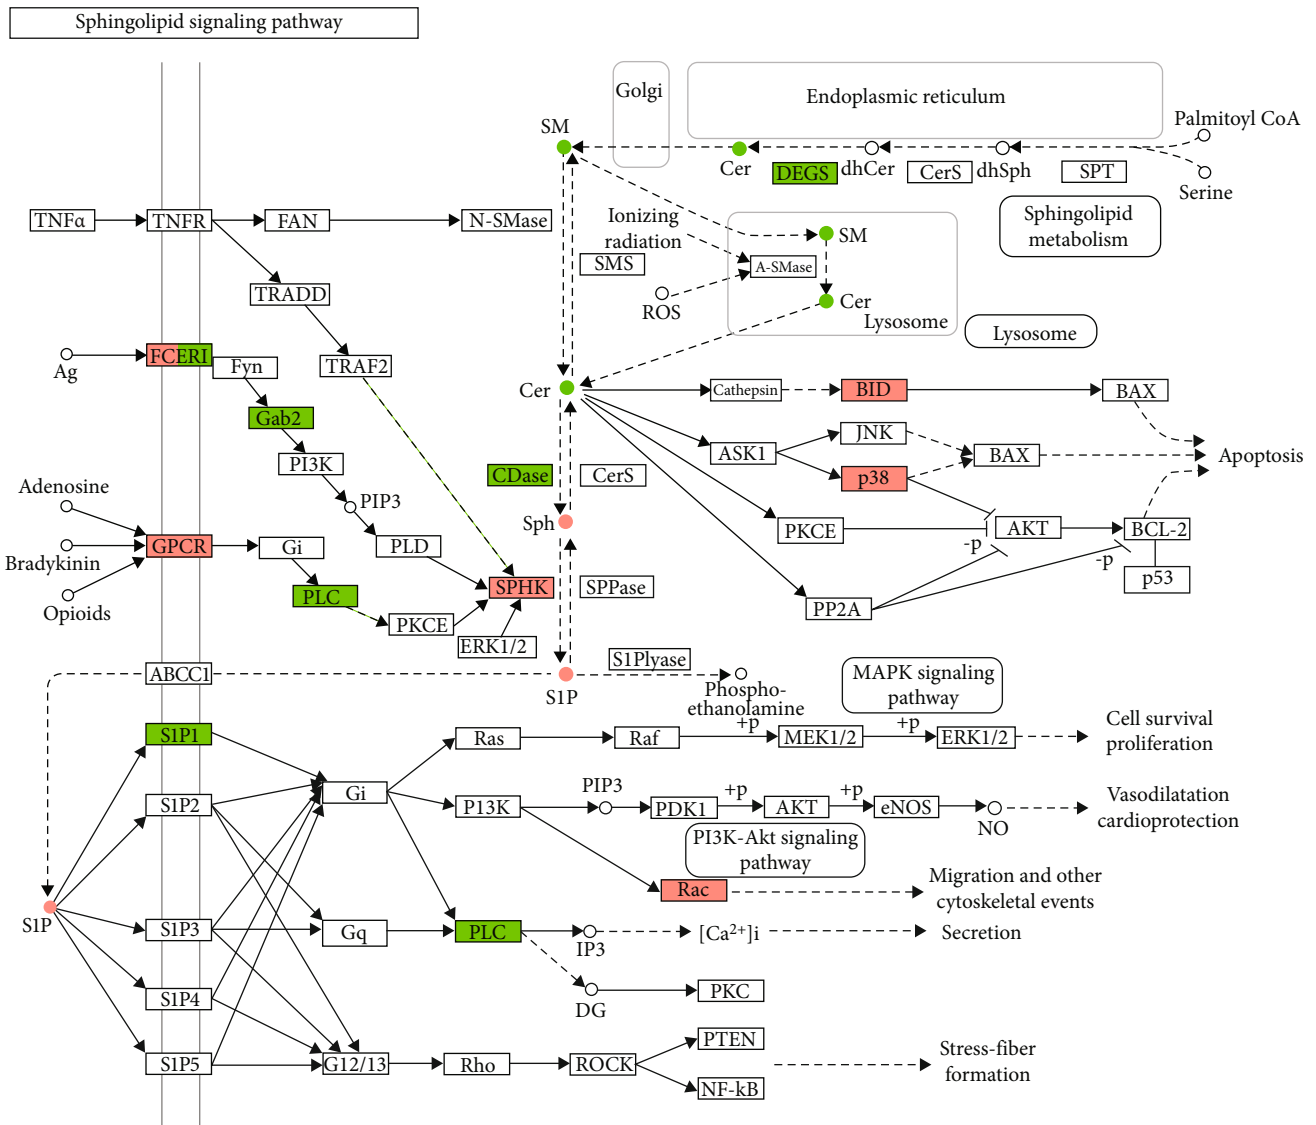 Sphingolipid signaling pathway
Golgi
Endoplasmic reticulum
Palmitoyl CoA
SM
Cer
DEGS
dhCer
CerS
dhSph
SPT
Serine
Sphingolipid
metabolism
TNFα
TNFR
FAN
N-SMase
Ionizing
radiation
SM
SMS
A-SMase
TRADD
ROS
Cer
Lysosome
Lysosome
Ag
FCERI
Fyn
TRAF2
Cer
Cathepsin
BID
BAX
Gab2
JNK
ASK1
BAX
Apoptosis
PI3K
CDase
CerS
p38
Adenosine
PIP3
Sph
PKCE
AKT
BCL-2
-p
-p
GPCR
Gi
PLD
Bradykinin
p53
PLC
SPHK
SPPase
Opioids
PP2A
PKCE
ERK1/2
ABCC1
S1Plyase
S1P
Phospho-
ethanolamine
MAPK signaling
pathway
S1P1
Ras
Raf
+p
MEK1/2
+p
ERK1/2
Cell survival
proliferation
S1P2
Gi
P13K
PIP3
PDK1
+p
AKT
+p
eNOS
NO
Vasodilatation
cardioprotection
PI3K-Akt signaling
pathway
Rac
Migration and other
cytoskeletal events
S1P
S1P3
Gq
PLC
IP3
[Ca²⁺]i
Secretion
S1P4
DG
PKC
S1P5
G12/13
Rho
ROCK
PTEN
NF-kB
Stress-fiber
formation